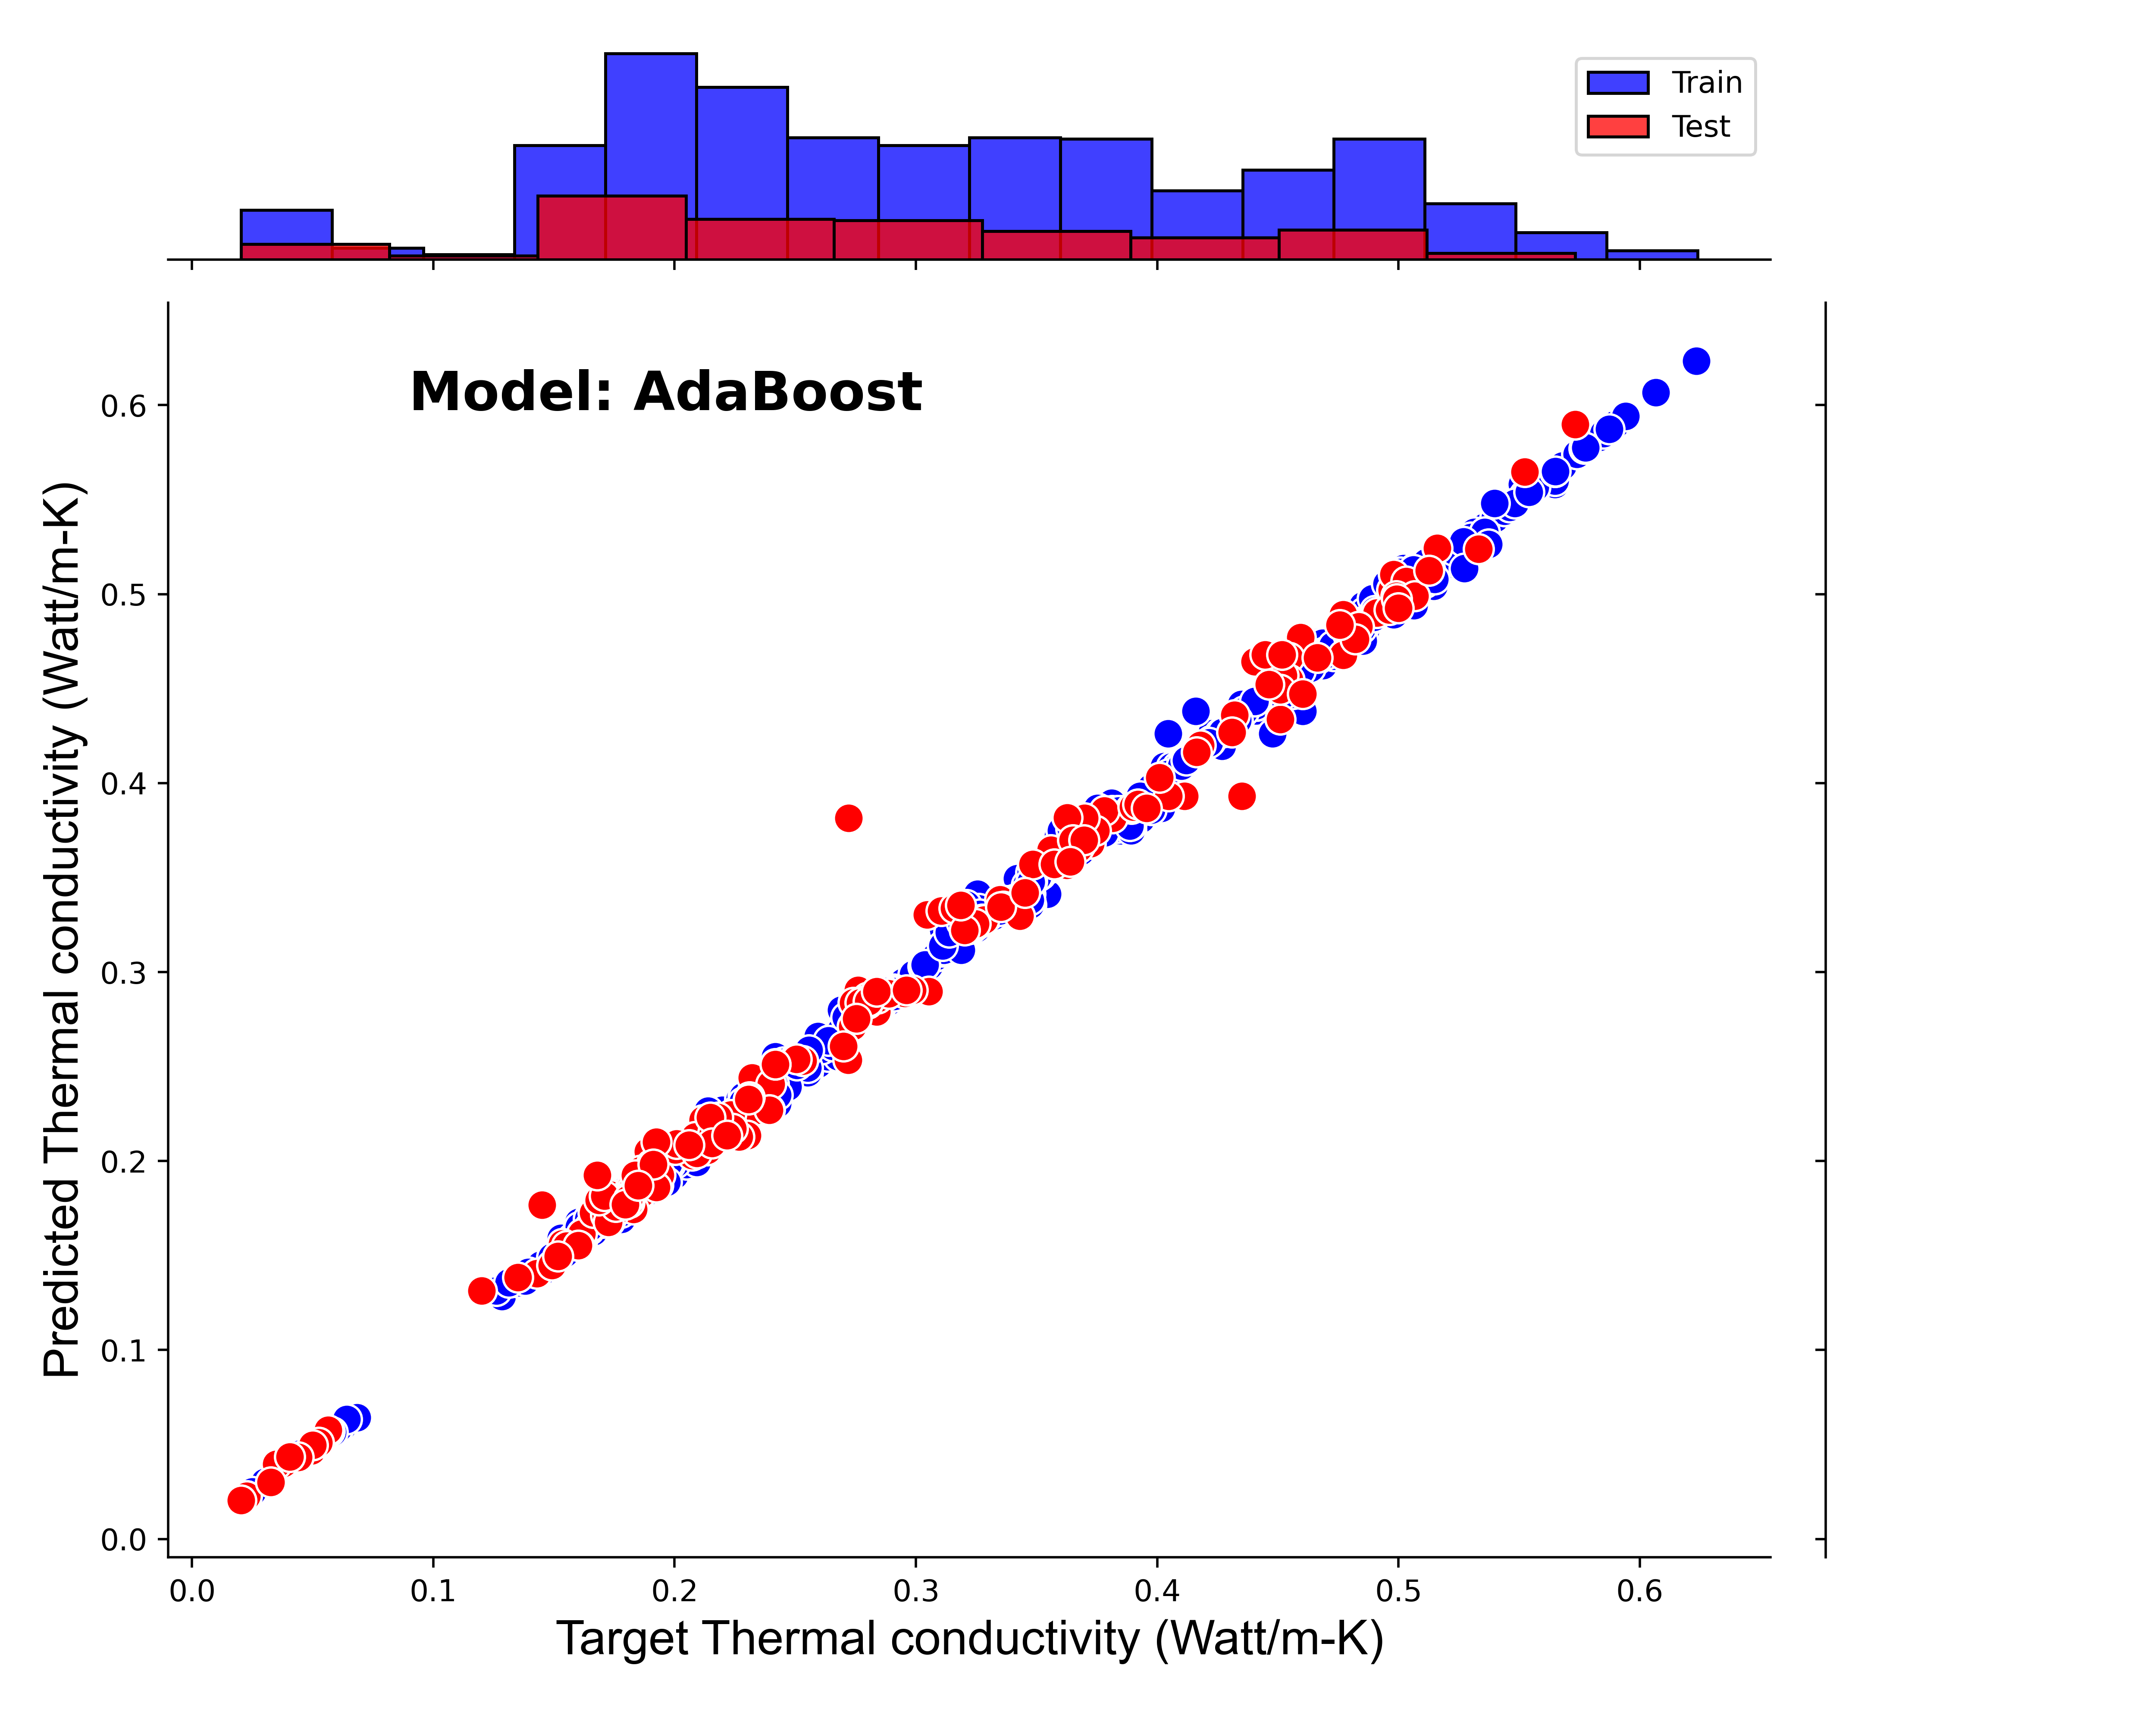 Train
Test
Model: AdaBoost
Predicted Thermal conductivity (Watt/m-K)
0.6
0.5
0.4
0.3
0.2
0.1
0.0
0.0 0.1 0.2 0.3 0.4 0.5 0.6
Target Thermal conductivity (Watt/m-K)